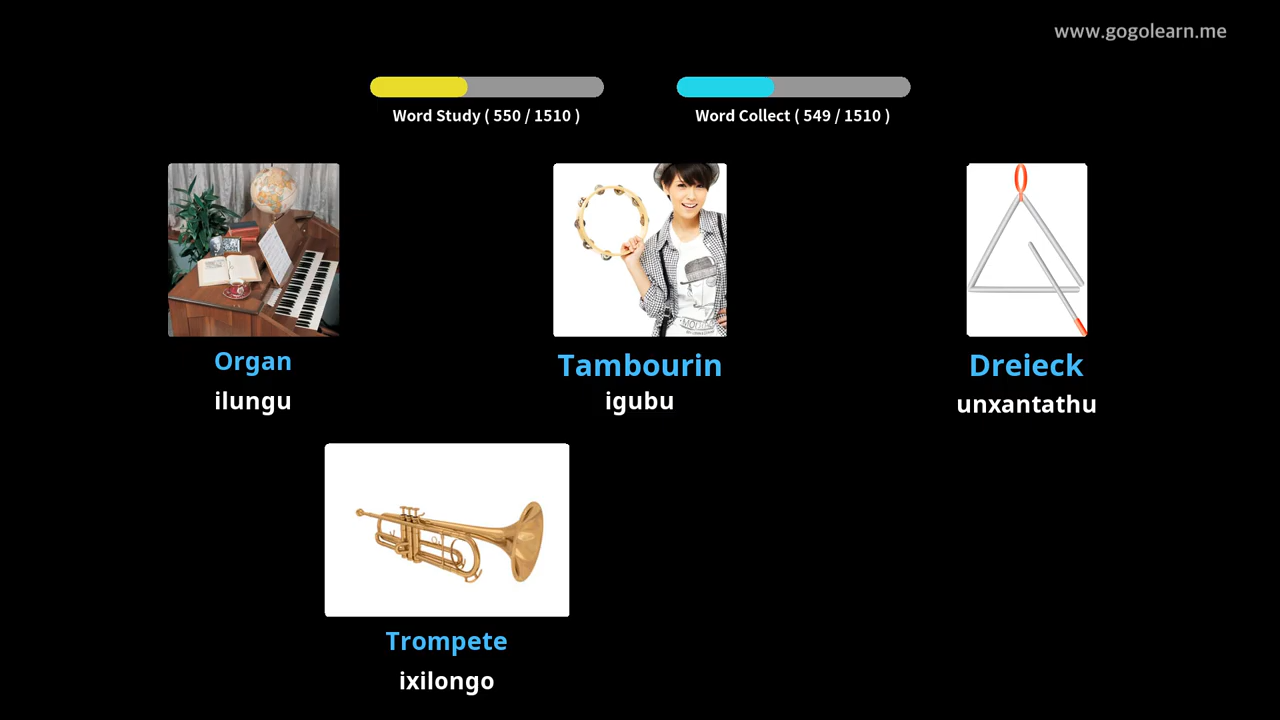 www.gogolearn.me
Word Study ( 550 / 1510 )
Word Collect ( 549 / 1510 )
Organ
ilungu
Tambourin
igubu
Dreieck
unxantathu
Trompete
ixilongo